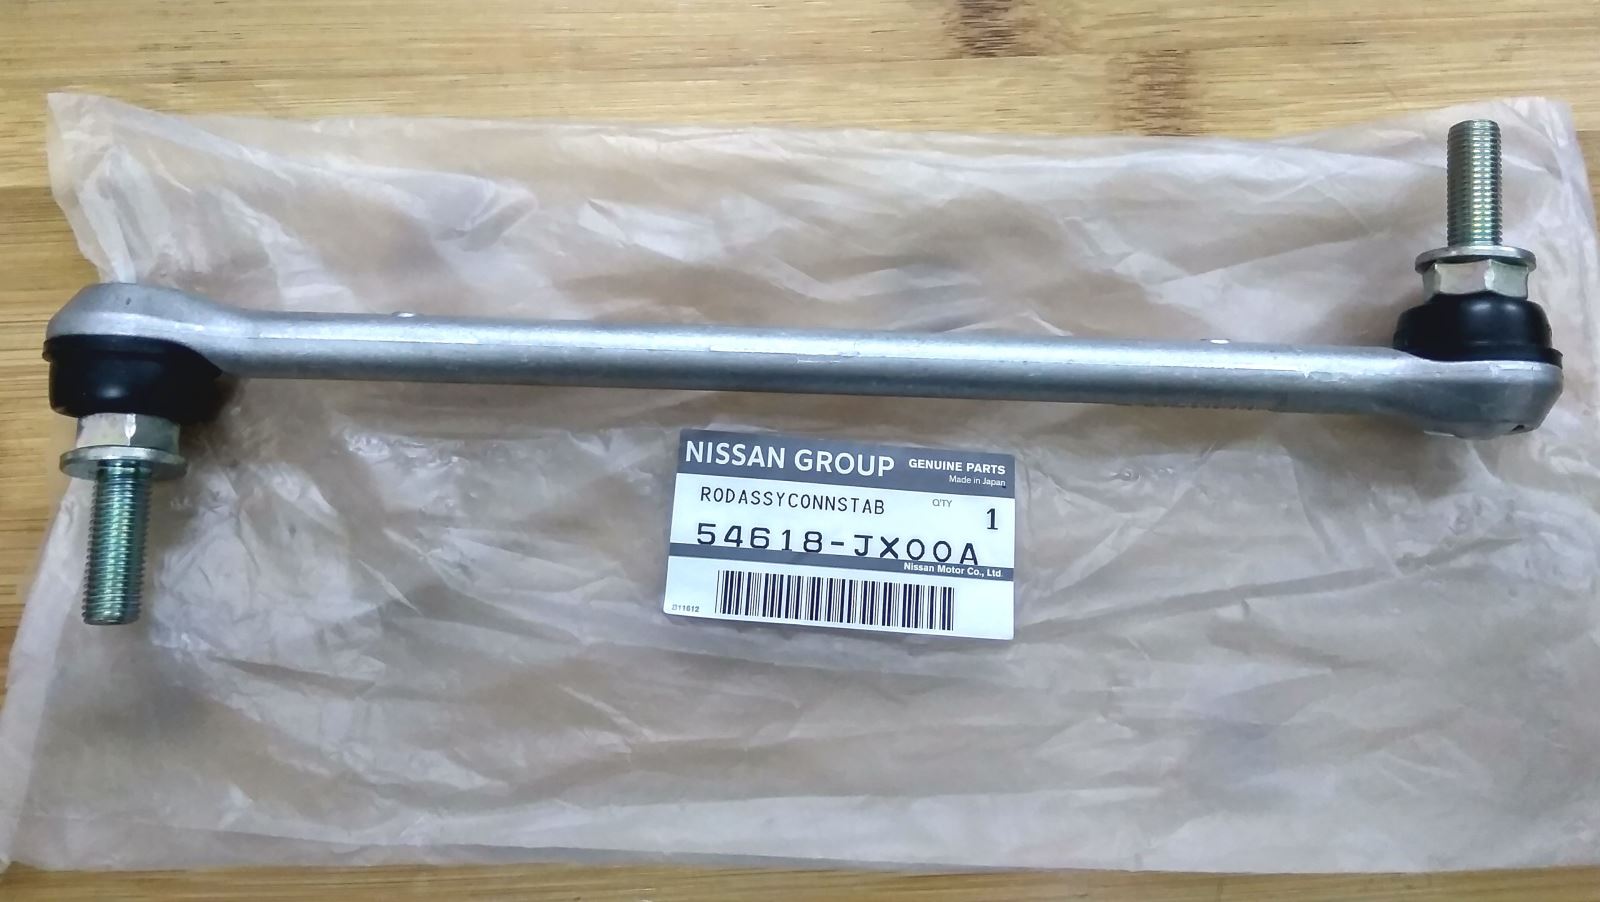 NISSAN GROUP GENUINE PARTS
Made in Japan
RODASSYCONNSTAB Q'TY 1
54618-JX00A
Nissan Motor Co., Ltd.